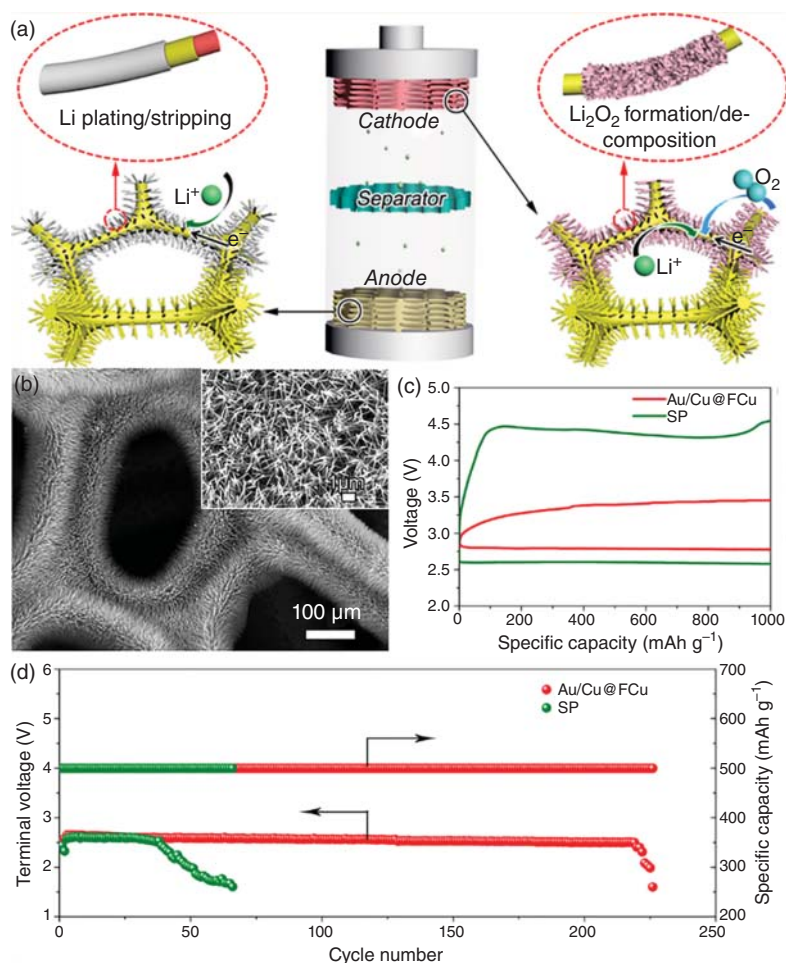 (a)
Li plating/stripping
Li⁺
e⁻
Cathode
Separator
Anode
Li₂O₂ formation/de-
composition
O₂
e⁻
Li⁺
(b)
1μm
100 μm
(c)
5.0
4.5
3.5
3.0
2.5
2.0
Voltage (V)
Au/Cu@FCu
SP
0
200
400
600
800
1000
Specific capacity (mAh g⁻¹)
(d)
6
5
4
3
2
1
Terminal voltage (V)
Au/Cu@FCu
SP
700
600
500
400
300
200
Specific capacity (mAh g⁻¹)
0
50
100
150
200
250
Cycle number